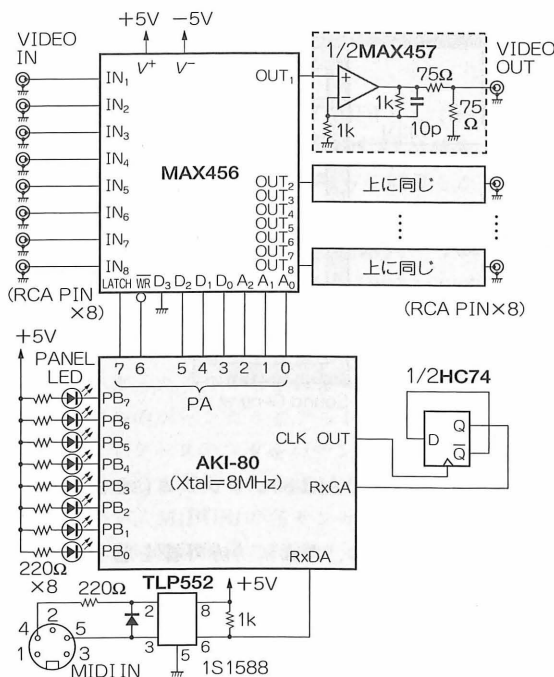 +5V
−5V
VIDEO
IN
V⁺
V⁻
1/2MAX457
VIDEO
OUT
IN₁
IN₂
IN₃
IN₄
IN₅
IN₆
IN₇
IN₈
MAX456
OUT₁
OUT₂
OUT₃
OUT₄
OUT₅
OUT₆
OUT₇
OUT₈
+
−
75Ω
1k
10p
1k
75
Ω
上に同じ
上に同じ
(RCA PIN
×8)
(RCA PIN×8)
LATCH WR D₃ D₂ D₁ D₀ A₂ A₁ A₀
+5V
PANEL
LED
7 6 5 4 3 2 1 0
PA
PB₇
PB₆
PB₅
PB₄
PB₃
PB₂
PB₁
PB₀
AKI-80
(Xtal=8MHz)
CLK OUT
RxCA
RxDA
1/2HC74
D
Q
Q
220Ω
×8
TLP552
+5V
220Ω
2
8
1k
3
6
5
1S1588
4
2
5
1
3
MIDI IN